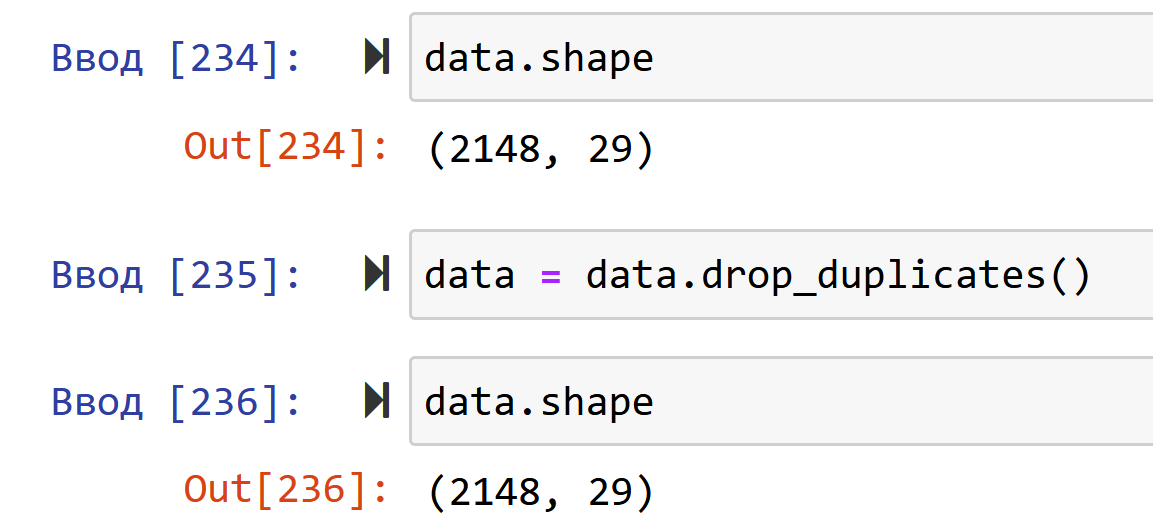 Ввод [234]: data.shape
Out[234]: (2148, 29)
Ввод [235]: data = data.drop_duplicates()
Ввод [236]: data.shape
Out[236]: (2148, 29)